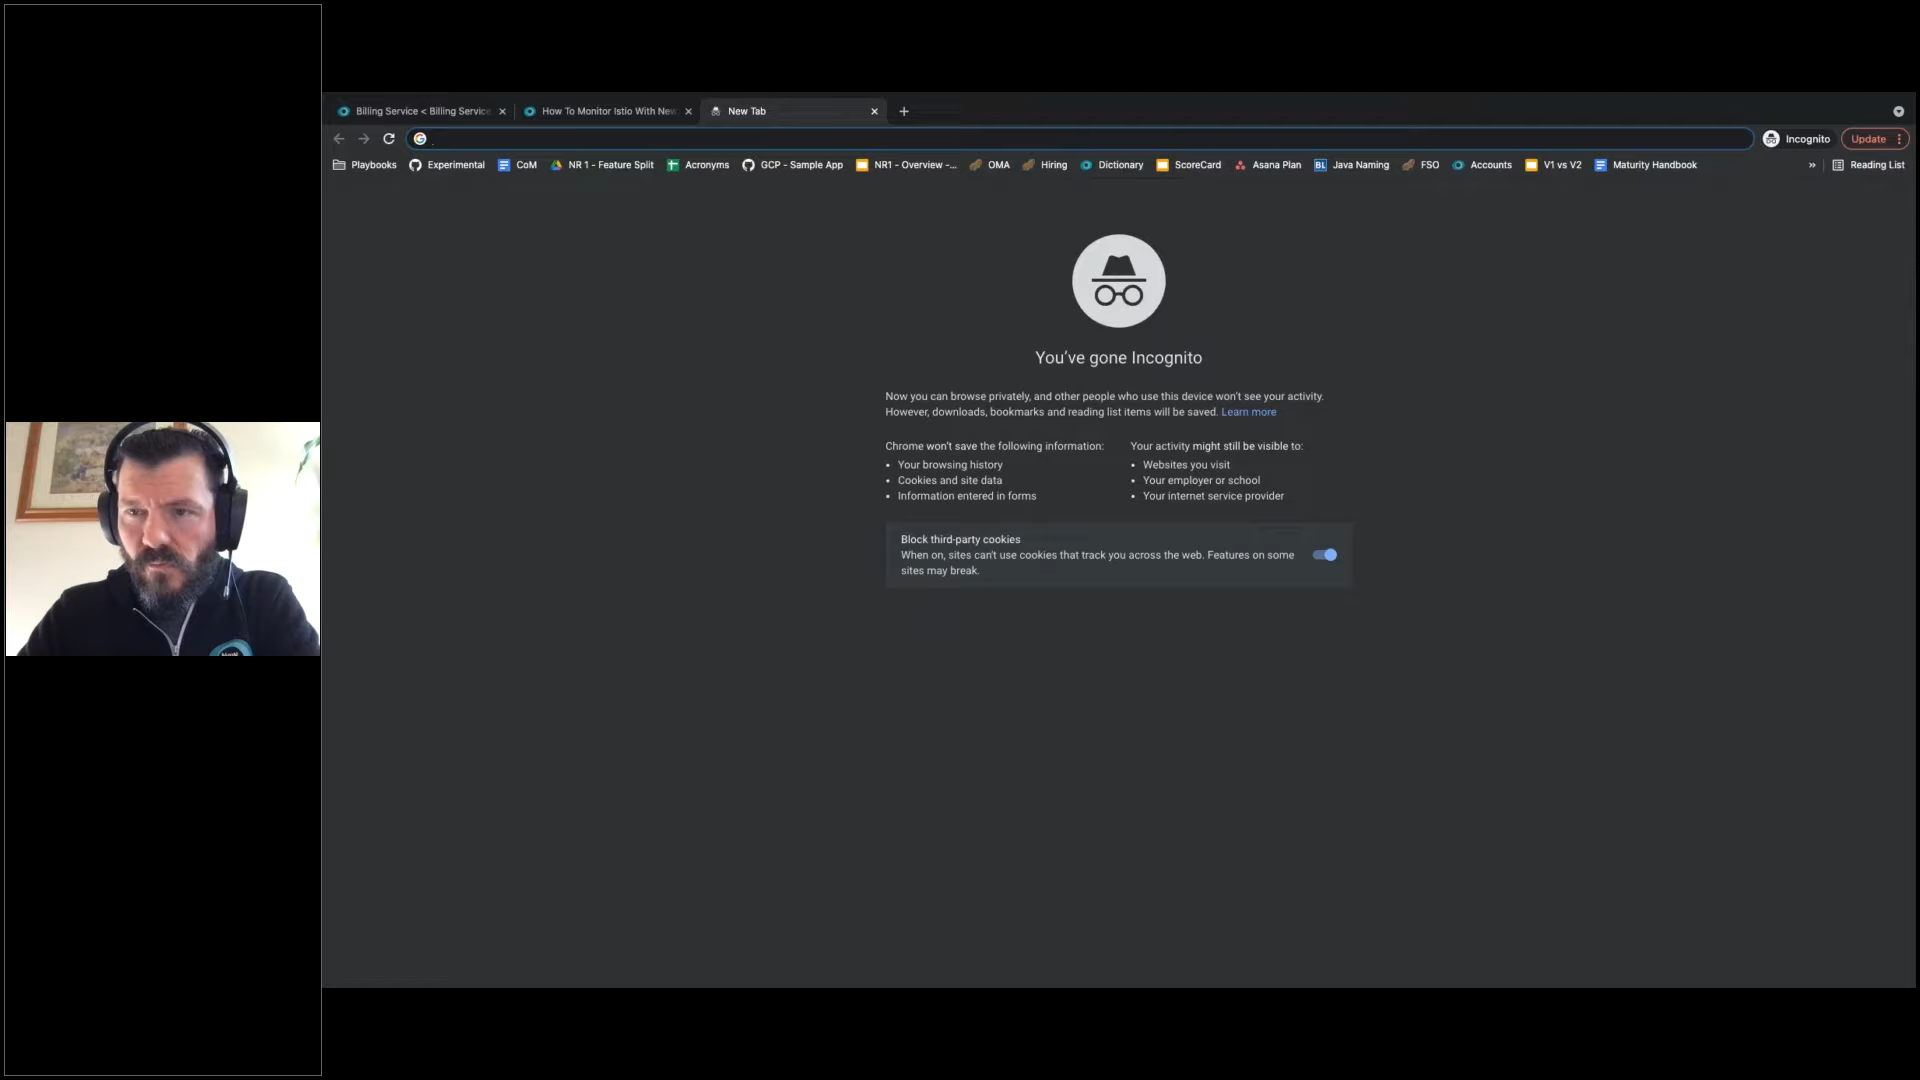 Billing Service < Billing Service
How To Monitor Istio With New
New Tab
Incognito
Update
Playbooks
Experimental
CoM
NR 1 - Feature Split
Acronyms
GCP - Sample App
NR1 - Overview -...
OMA
Hiring
Dictionary
ScoreCard
Asana Plan
BL Java Naming
FSO
Accounts
V1 vs V2
Maturity Handbook
»
Reading List
You've gone Incognito
Now you can browse privately, and other people who use this device won't see your activity.
However, downloads, bookmarks and reading list items will be saved. Learn more
Chrome won't save the following information:
• Your browsing history
• Cookies and site data
• Information entered in forms
Your activity might still be visible to:
• Websites you visit
• Your employer or school
• Your internet service provider
Block third-party cookies
When on, sites can't use cookies that track you across the web. Features on some
sites may break.